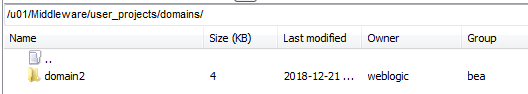 /u01/Middleware/user_projects/domains/
Name Size (KB) Last modified Owner Group
..
domain2 4 2018-12-21 ... weblogic bea